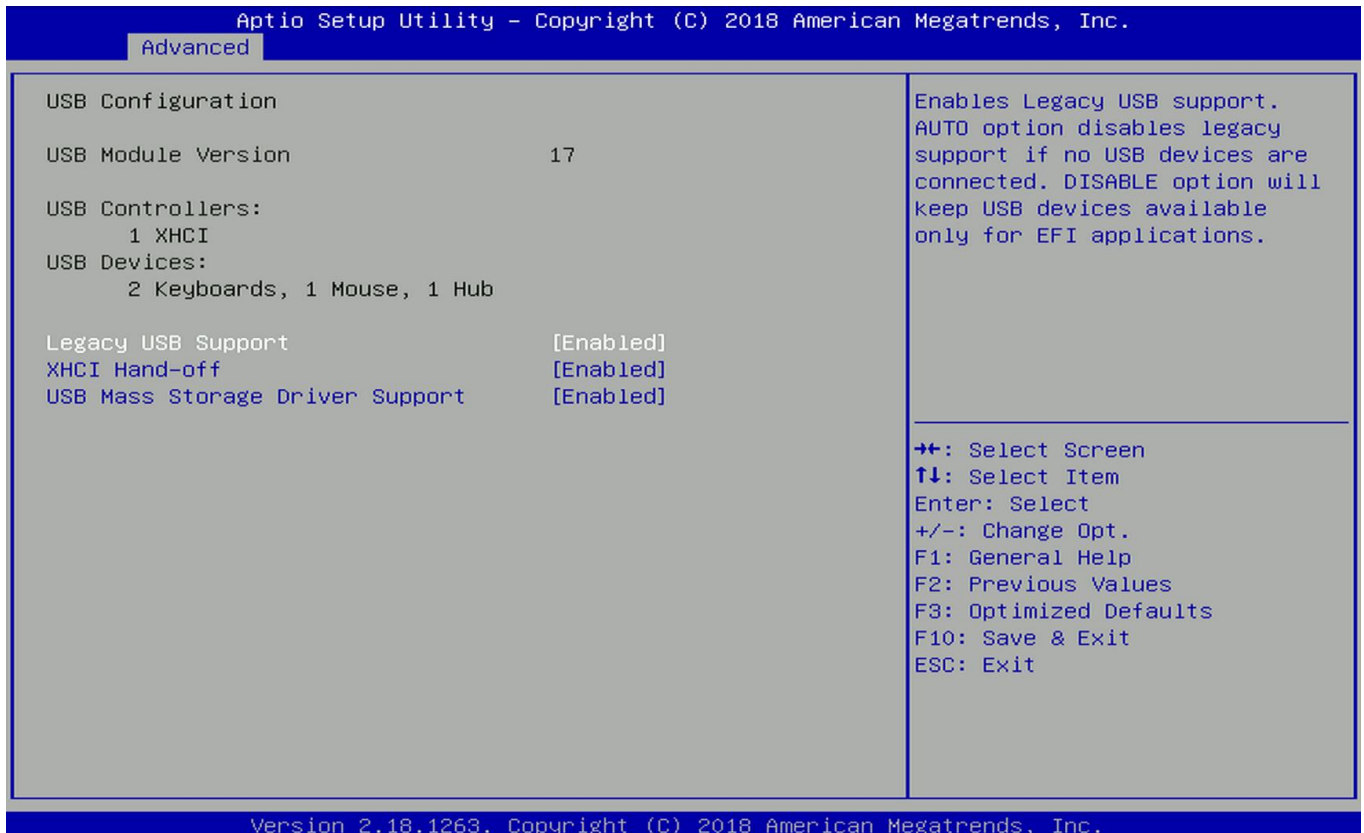 Aptio Setup Utility – Copyright (C) 2018 American Megatrends, Inc.
Advanced
USB Configuration
USB Module Version 17
USB Controllers:
1 XHCI
USB Devices:
2 Keyboards, 1 Mouse, 1 Hub
Legacy USB Support [Enabled]
XHCI Hand-off [Enabled]
USB Mass Storage Driver Support [Enabled]
Enables Legacy USB support.
AUTO option disables legacy
support if no USB devices are
connected. DISABLE option will
keep USB devices available
only for EFI applications.
→←: Select Screen
↑↓: Select Item
Enter: Select
+/-: Change Opt.
F1: General Help
F2: Previous Values
F3: Optimized Defaults
F10: Save & Exit
ESC: Exit
Version 2.18.1263. Copyright (C) 2018 American Megatrends, Inc.